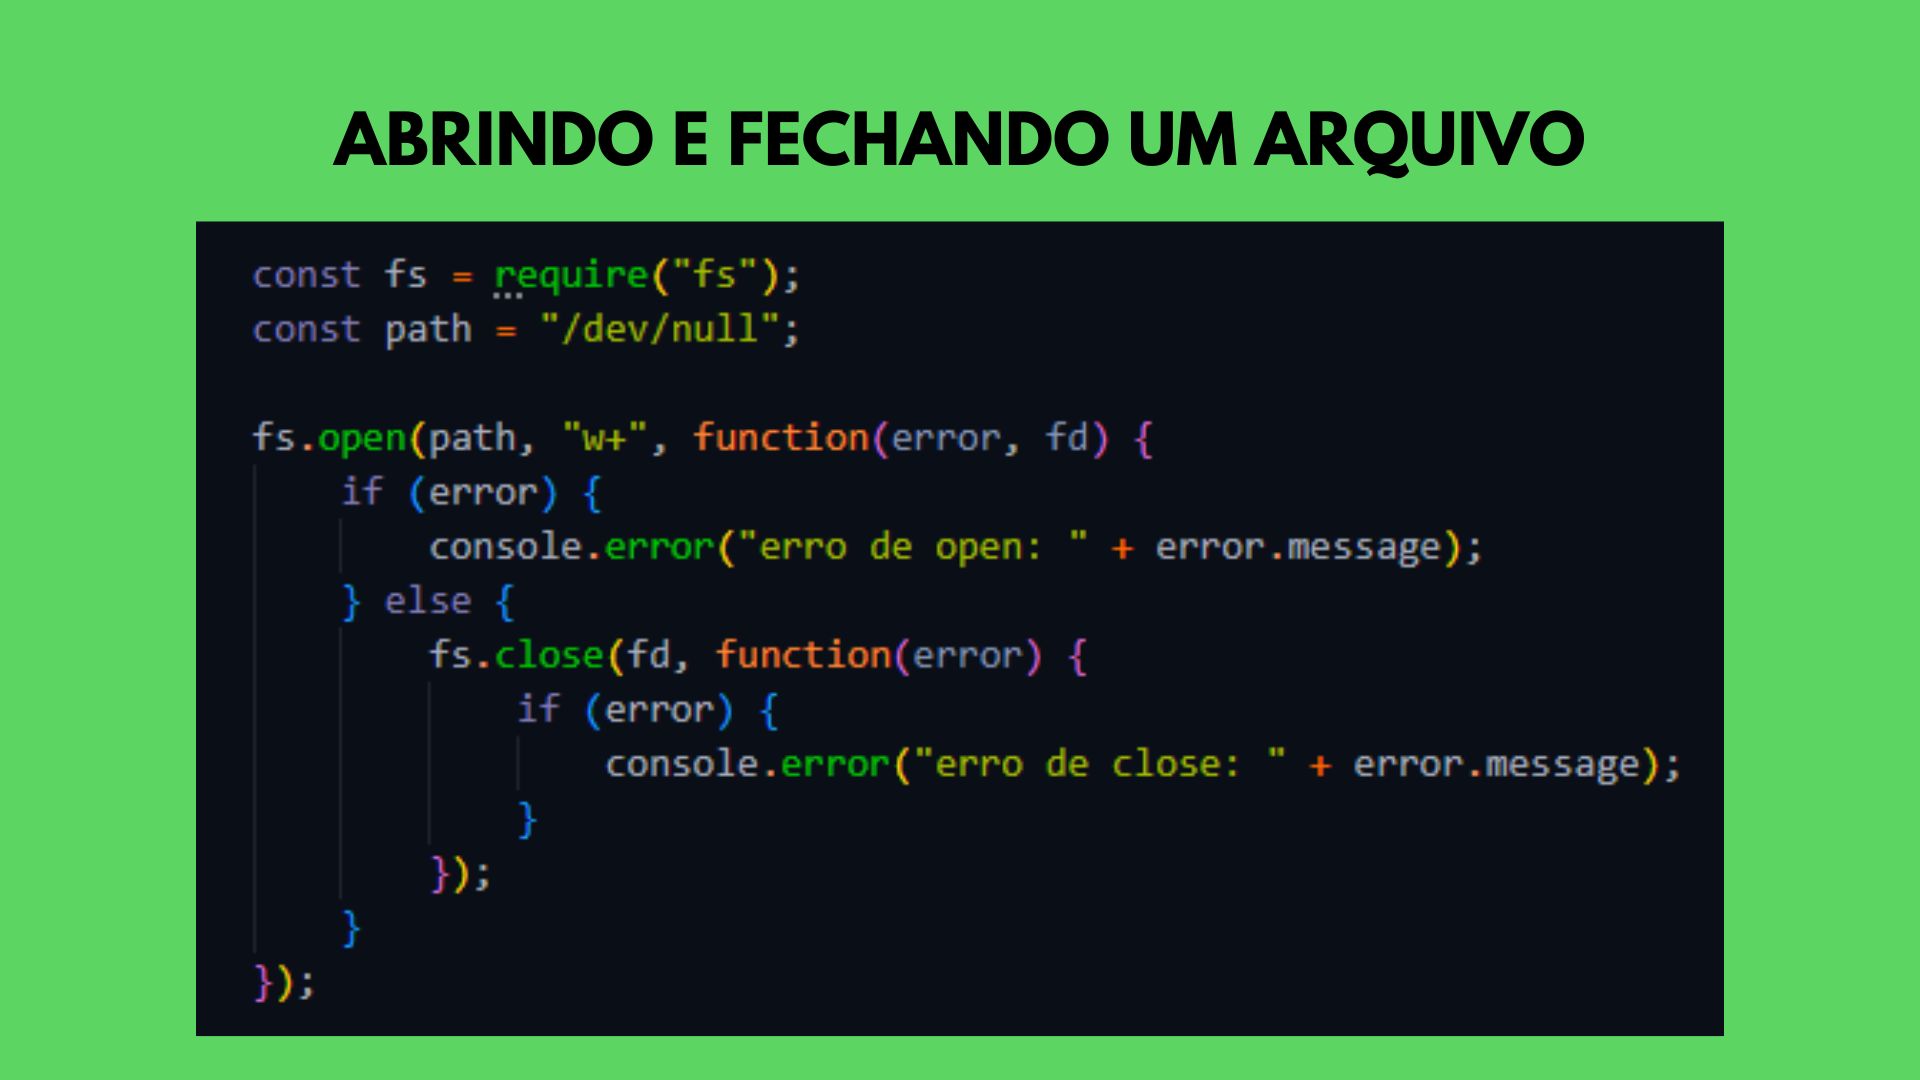 ABRINDO E FECHANDO UM ARQUIVO
const fs = require("fs");
const path = "/dev/null";
fs.open(path, "w+", function(error, fd) {
    if (error) {
        console.error("erro de open: " + error.message);
    } else {
        fs.close(fd, function(error) {
            if (error) {
                console.error("erro de close: " + error.message);
            }
        });
    }
});